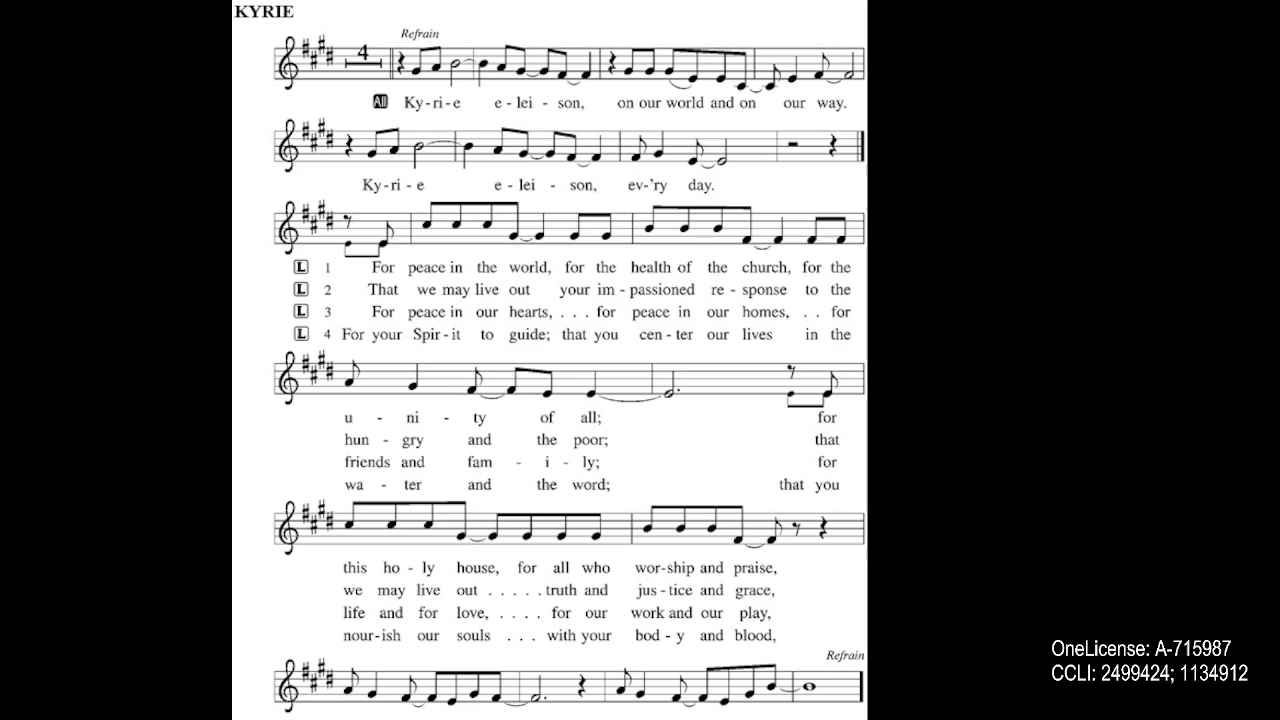 KYRIE
Refrain
4
All Ky-ri-e e-lei-son, on our world and on our way.
Ky-ri-e e-lei-son, ev-'ry day.
L 1 For peace in the world, for the health of the church, for the
L 2 That we may live out your im-passioned re-sponse to the
L 3 For peace in our hearts, . . . for peace in our homes, . . for
L 4 For your Spir-it to guide; that you cen-ter our lives in the
u-ni-ty of all; for
hun-gry and the poor; that
friends and fam-i-ly; for
wa-ter and the word; that you
this ho-ly house, for all who wor-ship and praise,
we may live out . . . . . truth and jus-tice and grace,
life and for love, . . . . for our work and our play,
nour-ish our souls . . . with your bod-y and blood,
Refrain
OneLicense: A-715987
CCLI: 2499424; 1134912